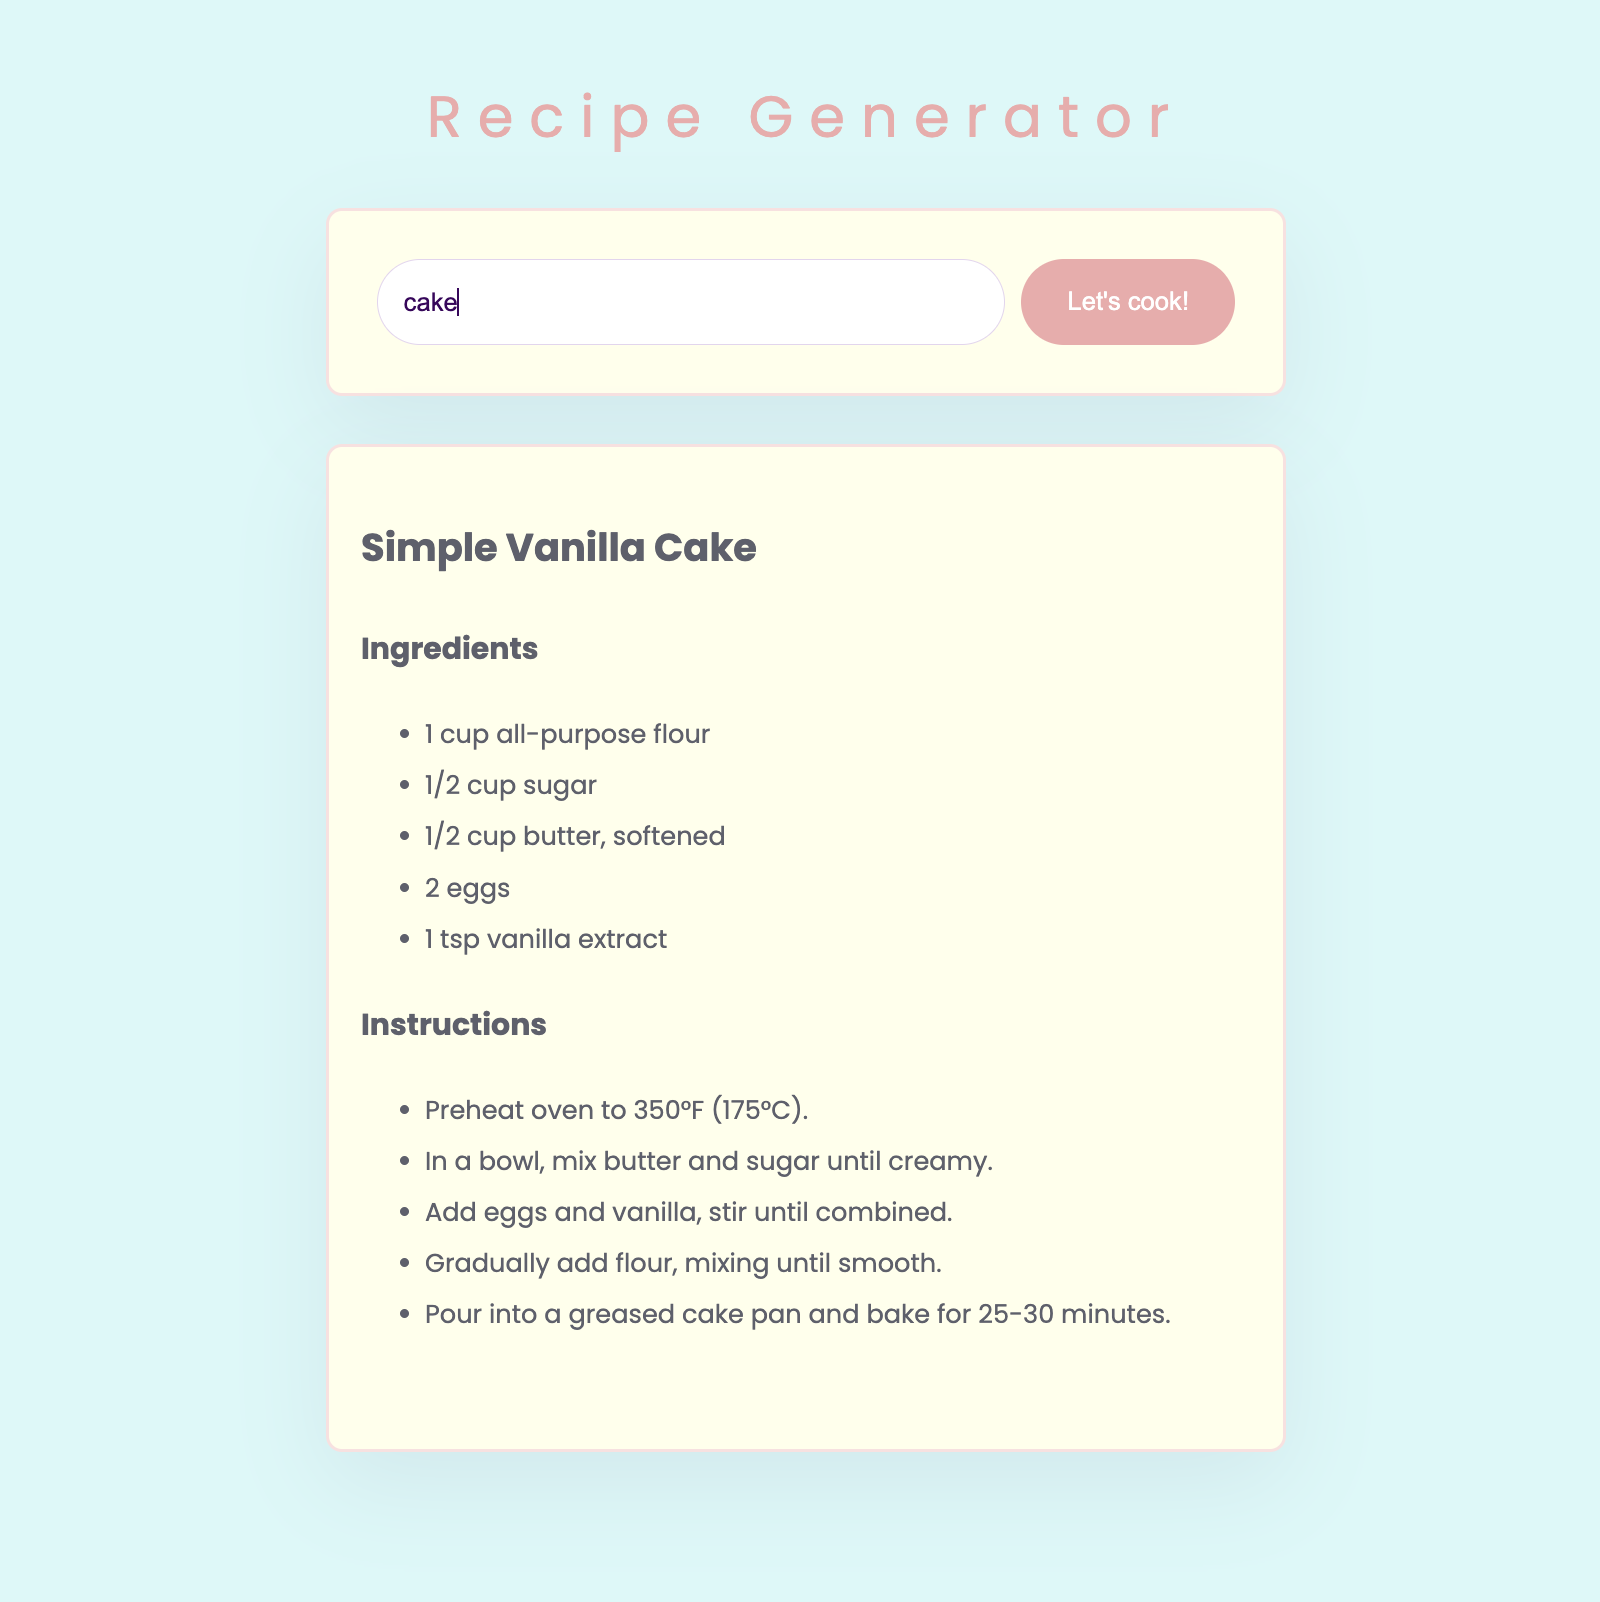 Recipe Generator
cake
Let's cook!
Simple Vanilla Cake
Ingredients
• 1 cup all-purpose flour
• 1/2 cup sugar
• 1/2 cup butter, softened
• 2 eggs
• 1 tsp vanilla extract
Instructions
• Preheat oven to 350°F (175°C).
• In a bowl, mix butter and sugar until creamy.
• Add eggs and vanilla, stir until combined.
• Gradually add flour, mixing until smooth.
• Pour into a greased cake pan and bake for 25-30 minutes.